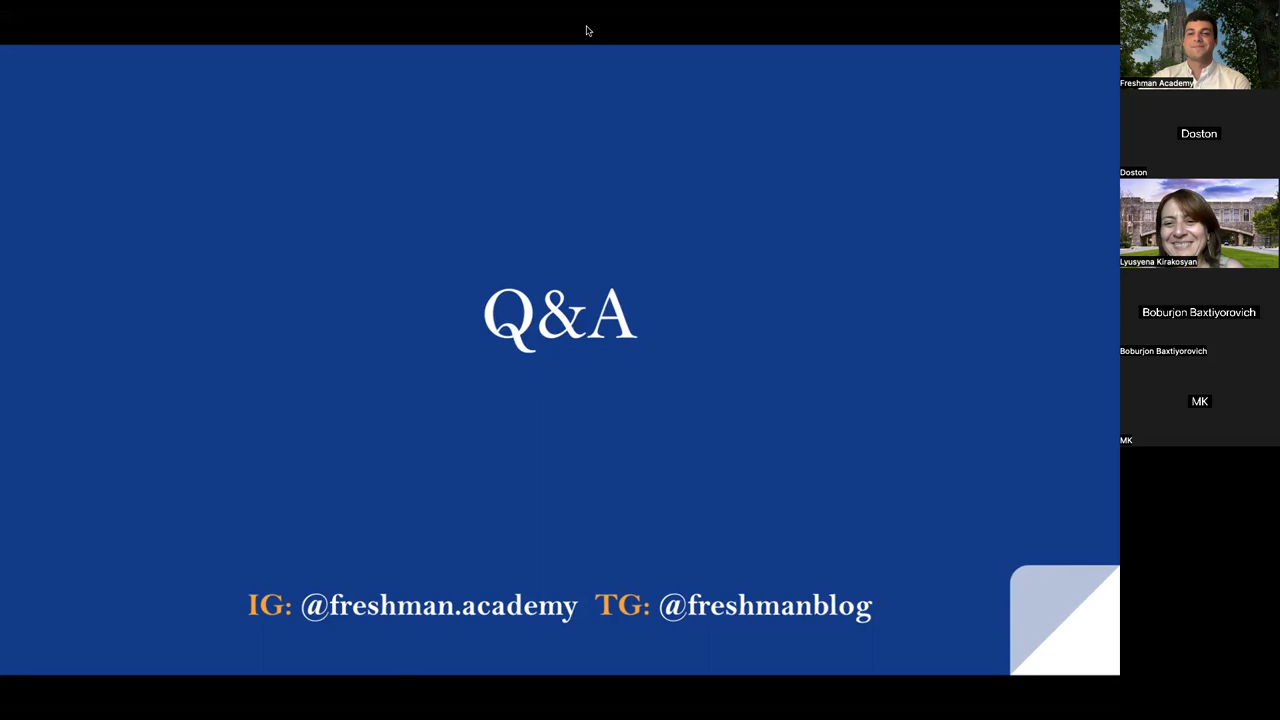 Q&A
IG: @freshman.academy TG: @freshmanblog
Freshman Academy
Doston
Doston
Lyusyena Kirakosyan
Boburjon Baxtiyorovich
Boburjon Baxtiyorovich
MK
MK